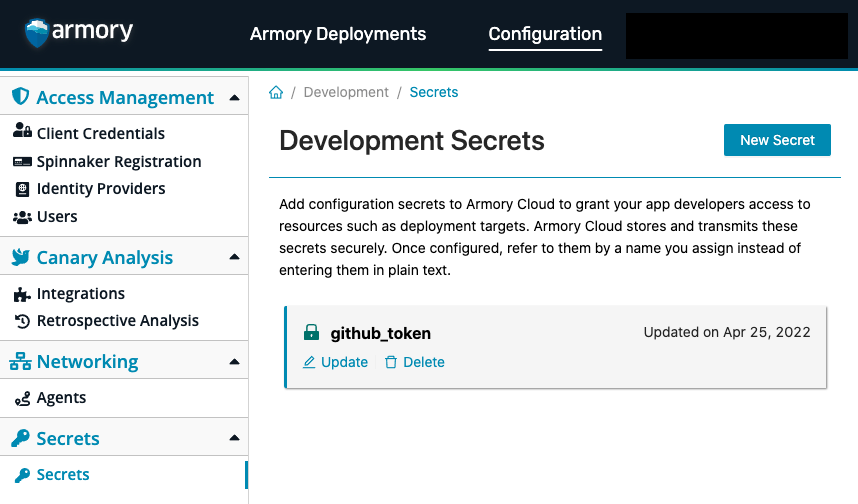 armory
Armory Deployments
Configuration
Access Management
Client Credentials
Spinnaker Registration
Identity Providers
Users
Canary Analysis
Integrations
Retrospective Analysis
Networking
Agents
Secrets
Secrets
/ Development / Secrets
Development Secrets
New Secret
Add configuration secrets to Armory Cloud to grant your app developers access to
resources such as deployment targets. Armory Cloud stores and transmits these
secrets securely. Once configured, refer to them by a name you assign instead of
entering them in plain text.
github_token
Updated on Apr 25, 2022
Update Delete